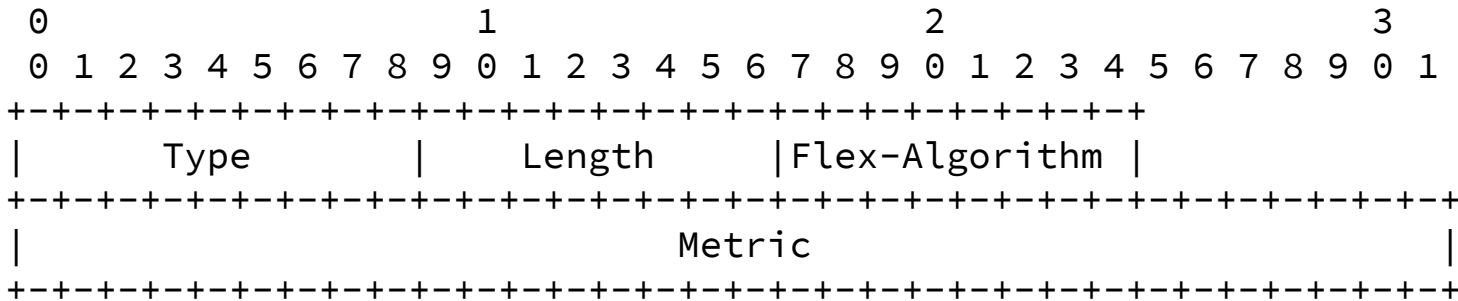 0                   1                   2                   3
 0 1 2 3 4 5 6 7 8 9 0 1 2 3 4 5 6 7 8 9 0 1 2 3 4 5 6 7 8 9 0 1
+-+-+-+-+-+-+-+-+-+-+-+-+-+-+-+-+-+-+-+-+-+-+-+-+-+
|      Type       |    Length     |Flex-Algorithm |
+-+-+-+-+-+-+-+-+-+-+-+-+-+-+-+-+-+-+-+-+-+-+-+-+-+-+-+-+-+-+-+-+
|                             Metric                            |
+-+-+-+-+-+-+-+-+-+-+-+-+-+-+-+-+-+-+-+-+-+-+-+-+-+-+-+-+-+-+-+-+